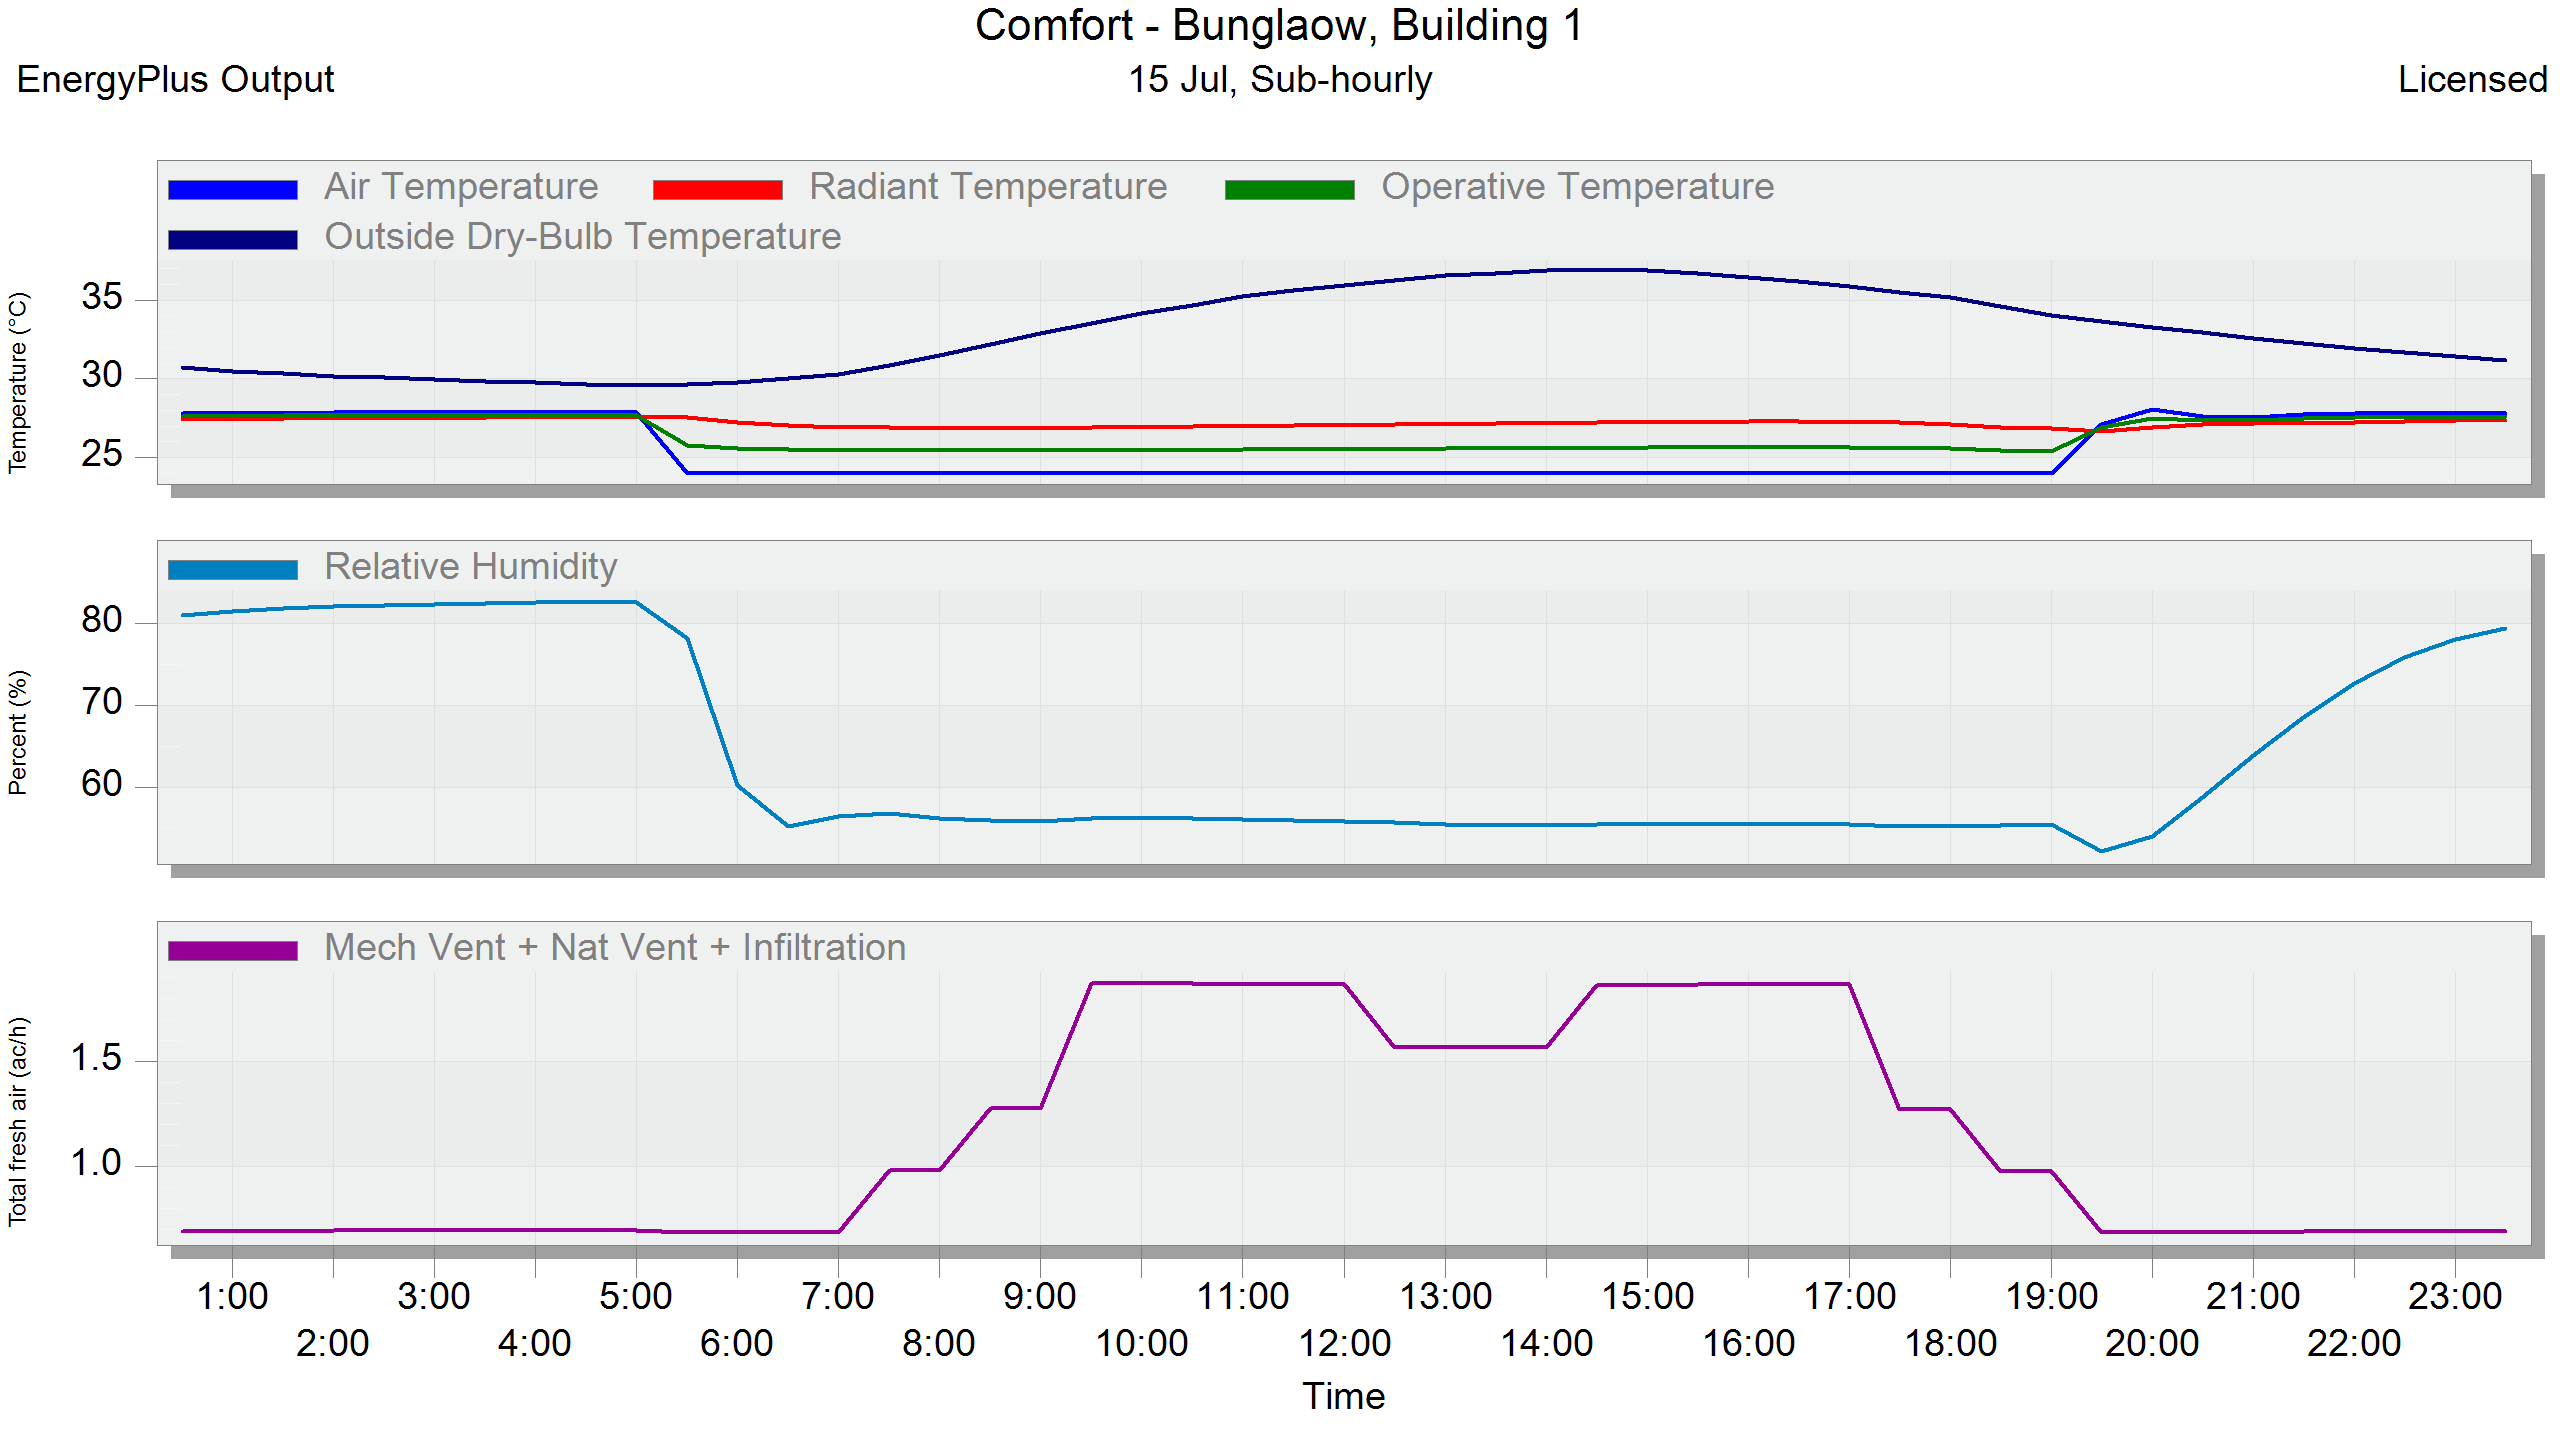 Comfort - Bunglaow, Building 1
EnergyPlus Output
15 Jul, Sub-hourly
Licensed
Air Temperature
Radiant Temperature
Operative Temperature
Outside Dry-Bulb Temperature
Temperature (°C)
35
30
25
Relative Humidity
Percent (%)
80
70
60
Mech Vent + Nat Vent + Infiltration
Total fresh air (ac/h)
1.5
1.0
1:00 3:00 5:00 7:00 9:00 11:00 13:00 15:00 17:00 19:00 21:00 23:00
2:00 4:00 6:00 8:00 10:00 12:00 14:00 16:00 18:00 20:00 22:00
Time